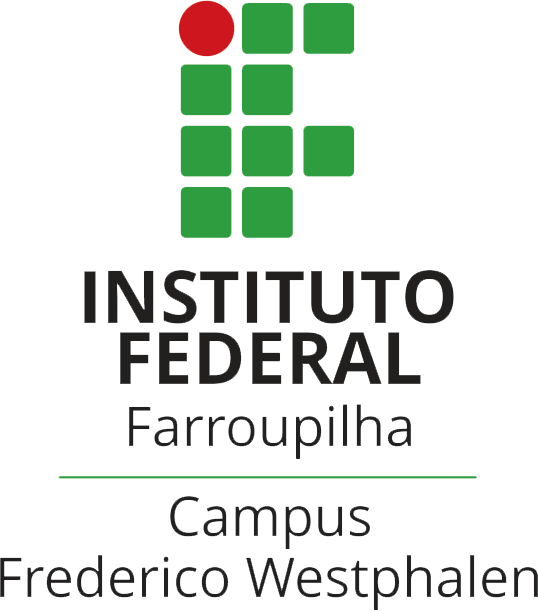 INSTITUTO
FEDERAL
Farroupilha
Campus
Frederico Westphalen